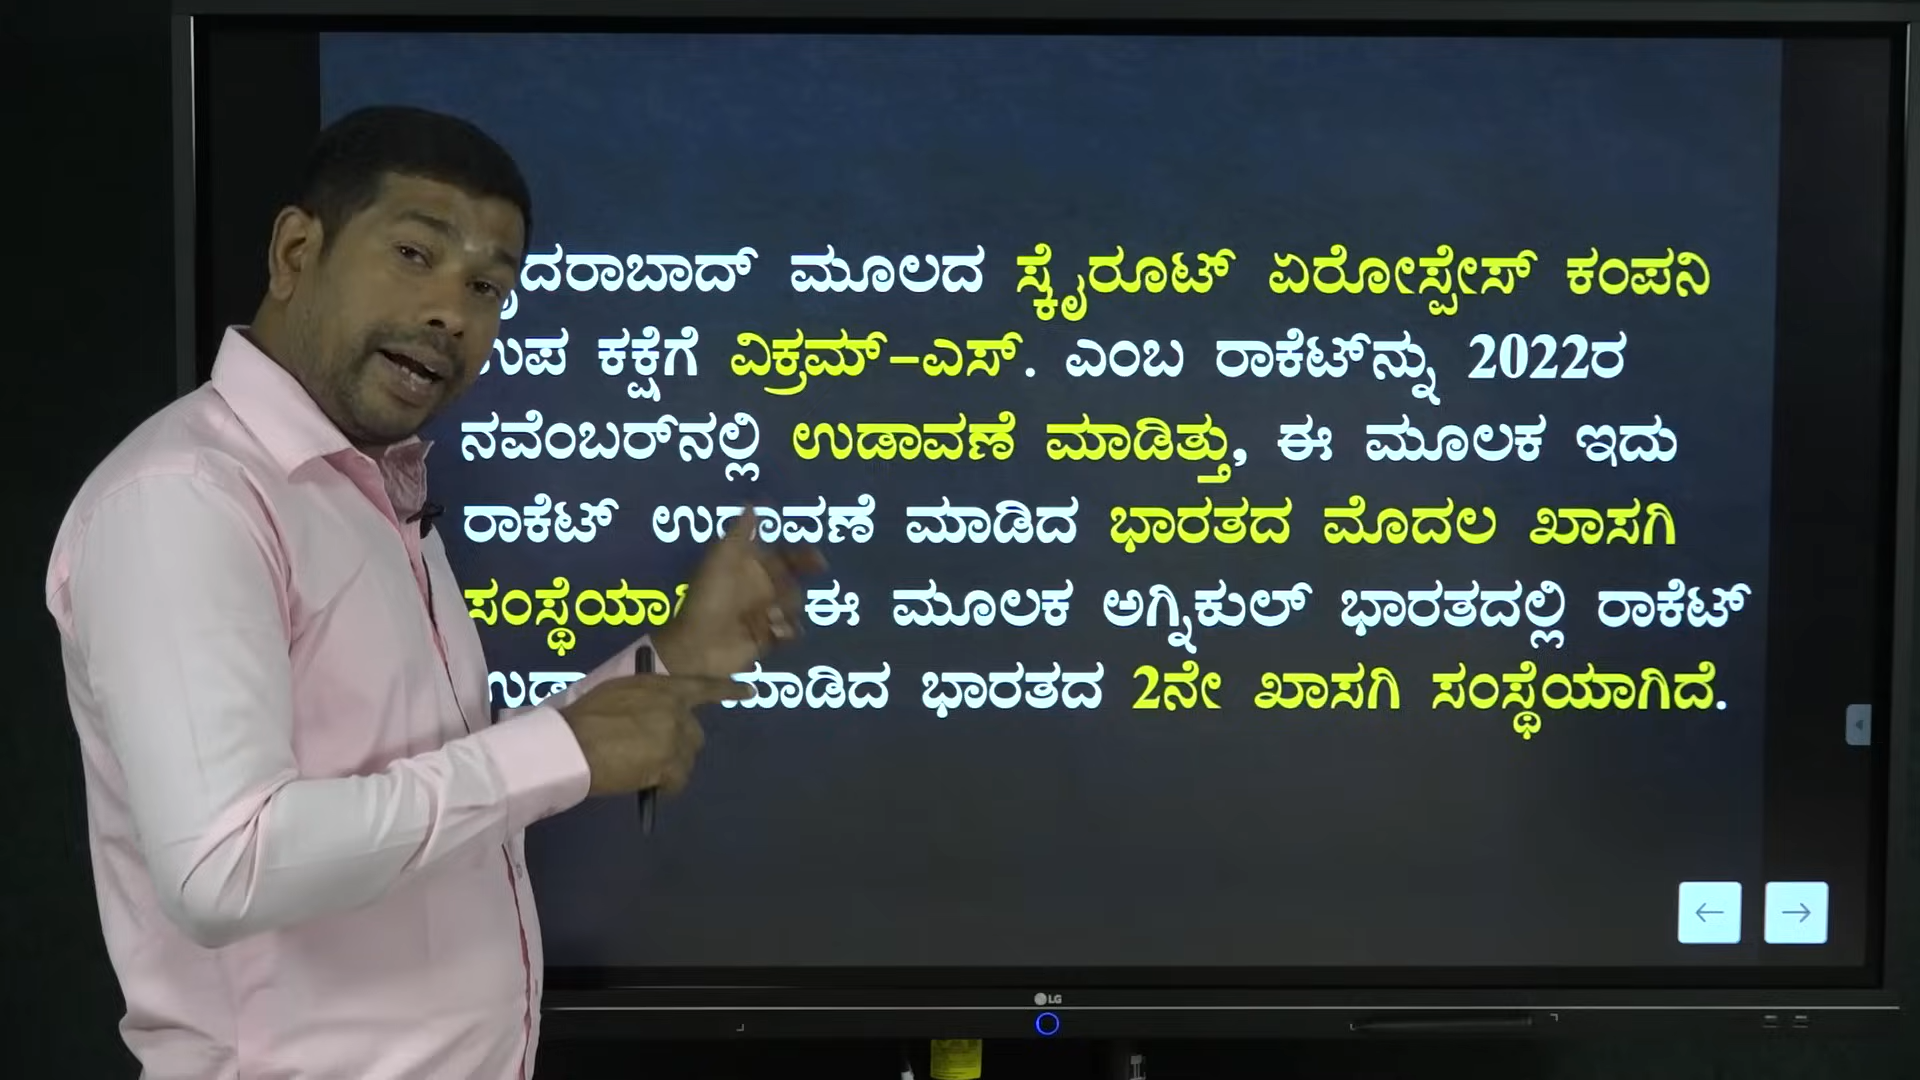 ಮೂಲದ ಸ್ಕೈರೂಟ್ ಏರೋಸ್ಪೇಸ್ ಕಂಪನಿ
ಕಕ್ಷೆಗೆ ವಿಕ್ರಮ್-ಎಸ್. ಎಂಬ ರಾಕೆಟ್‌ನ್ನು 2022ರ
ನವೆಂಬರ್‌ನಲ್ಲಿ ಉಡಾವಣೆ ಮಾಡಿತ್ತು, ಈ ಮೂಲಕ ಇದು
ರಾಕೆಟ್ ಉಡಾವಣೆ ಮಾಡಿದ ಭಾರತದ ಮೊದಲ ಖಾಸಗಿ
ಈ ಮೂಲಕ ಅಗ್ನಿಕುಲ್ ಭಾರತದಲ್ಲಿ ರಾಕೆಟ್
ಮಾಡಿದ ಭಾರತದ 2ನೇ ಖಾಸಗಿ ಸಂಸ್ಥೆಯಾಗಿದೆ.
LG